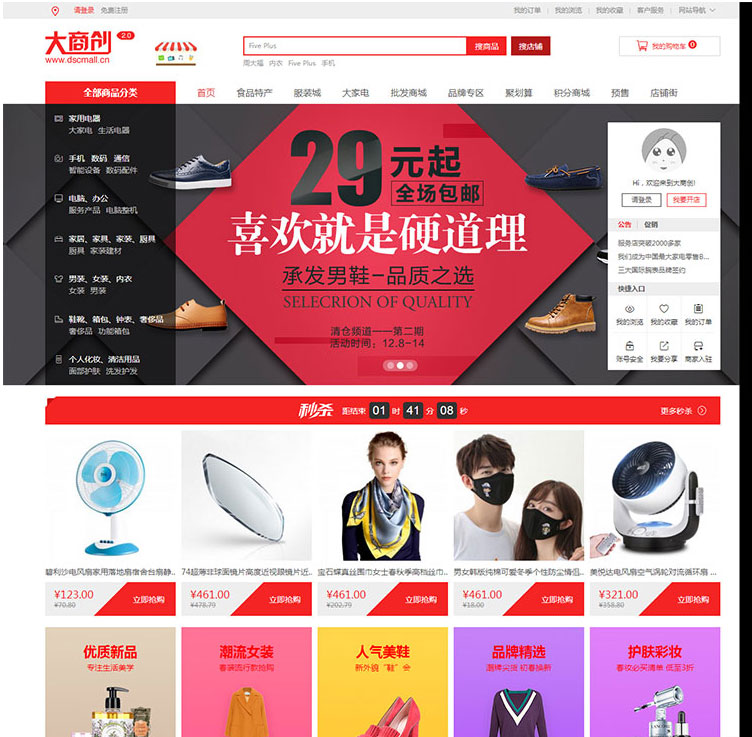 请登录 免费注册
我的订单 我的浏览 我的收藏 客户服务 网站导航
大商创 2.0
www.dscmall.cn
Five Plus
搜商品
搜店铺
我的购物车 0
周大福 内衣 Five Plus 手机
全部商品分类
首页 食品特产 服装城 大家电 批发商城 品牌专区 聚划算 积分商城 预售 店铺街
家用电器
大家电 生活电器
手机、数码、通信
智能设备 数码配件
电脑、办公
服务产品 电脑整机
家居、家具、家装、厨具
厨具 家装建材
男装、女装、内衣
女装 男装
鞋靴、箱包、钟表、奢侈品
奢侈品 功能箱包
个人化妆、清洁用品
面部护肤 洗发护发
29元起
全场包邮
喜欢就是硬道理
承发男鞋-品质之选
SELECRION OF QUALITY
清仓频道——第二期
活动时间：12.8-14
Hi，欢迎来到大商创!
请登录 我要开店
公告 促销
服务店突破2000多家
我们成为中国最大家电零售B...
三大国际腕表品牌签约
快捷入口
我的浏览 我的收藏 我的订单
账号安全 我要分享 商家入驻
秒杀 距结束 01 时 41 分 08 秒
更多秒杀
碧利沙电风扇家用落地扇宿舍台扇静...
¥123.00
¥70.80
立即抢购
74超薄非球面镜片高度近视眼镜片近...
¥461.00
¥478.79
立即抢购
宝石蝶真丝围巾女士春秋季高档丝巾...
¥461.00
¥202.79
立即抢购
男女韩版纯棉可爱冬季个性防尘情侣...
¥461.00
¥18.00
立即抢购
美悦达电风扇空气涡轮对流循环扇 ...
¥321.00
¥358.80
立即抢购
优质新品
专注生活美学
潮流女装
春装流行款抢购
人气美鞋
新外貌“鞋”会
品牌精选
潮牌尖货 初春换新
护肤彩妆
春妆必买清单 低至3折